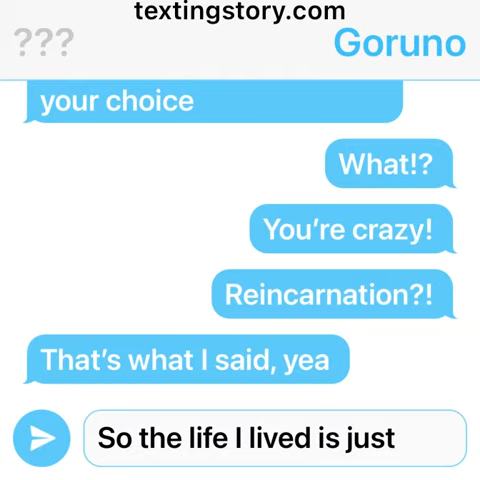 textingstory.com
??? Goruno
your choice
What!?
You’re crazy!
Reincarnation?!
That’s what I said, yea
So the life I lived is just